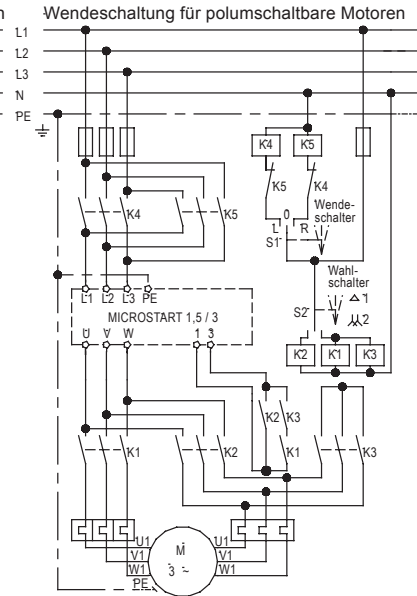 n
Wendeschaltung für polumschaltbare Motoren
L1
L2
L3
N
PE
K4 K5
K4 K5
K5 K4
L 0 R
S1
Wende-
schalter
L1 L2 L3 PE
MICROSTART 1,5 / 3
U V W 1 3
Wahl-
schalter
1
S2
2
K2 K1 K3
K2 K3
K1 K2 K1 K3
U1 U1
V1 V1
W1 W1
PE
M
3 ~